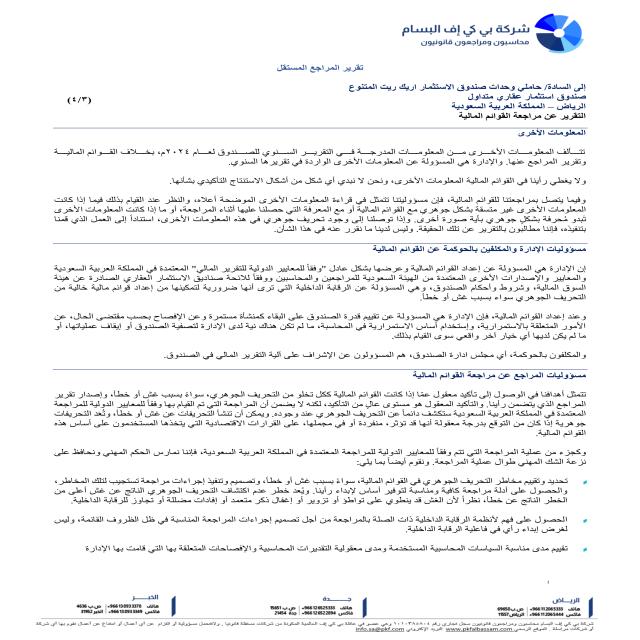 شركة بي كي إف البسام
محاسبون ومراجعون قانونيون
تقرير المراجع المستقل
إلى السادة/ حاملي وحدات صندوق الاستثمار اريك ريت المتنوع
صندوق استثمار عقاري متداول
(٤/٣)
الرياض – المملكة العربية السعودية
التقرير عن مراجعة القوائم المالية
المعلومات الأخرى
تتألف المعلومات الأخرى من المعلومات المدرجة في التقرير السنوي للصندوق لعام ٢٠٢٤م، بخلاف القوائم المالية
وتقرير المراجع عنها. والإدارة هي المسؤولة عن المعلومات الأخرى الواردة في تقريرها السنوي.
ولا يغطي رأينا في القوائم المالية المعلومات الأخرى، ونحن لا نبدي أي شكل من أشكال الاستنتاج التأكيدي بشأنها.
وفيما يتصل بمراجعتنا للقوائم المالية، فإن مسؤوليتنا تتمثل في قراءة المعلومات الأخرى الموضحة أعلاه، والنظر عند القيام بذلك فيما إذا كانت
المعلومات الأخرى غير متسقة بشكل جوهري مع القوائم المالية أو مع المعرفة التي حصلنا عليها أثناء المراجعة، أو ما إذا كانت المعلومات الأخرى
تبدو مُحرفة بشكل جوهري بأية صورة أخرى. وإذا توصلنا إلى وجود تحريف جوهري في هذه المعلومات الأخرى، استناداً إلى العمل الذي قمنا
بتنفيذه، فإننا مطالبون بالتقرير عن تلك الحقيقة. وليس لدينا ما نقرر عنه في هذا الشأن.
مسؤوليات الإدارة والمكلفين بالحوكمة عن القوائم المالية
إن الإدارة هي المسؤولة عن إعداد القوائم المالية وعرضها بشكل عادل "وفقاً للمعايير الدولية للتقرير المالي" المعتمدة في المملكة العربية السعودية
والمعايير والإصدارات الأخرى المعتمدة من الهيئة السعودية للمراجعين والمحاسبين ووفقاً للائحة صناديق الاستثمار العقاري الصادرة عن هيئة
السوق المالية، وشروط وأحكام الصندوق، وهي المسؤولة عن الرقابة الداخلية التي ترى أنها ضرورية لتمكينها من إعداد قوائم مالية خالية من
التحريف الجوهري سواءً بسبب غش أو خطأ.
وعند إعداد القوائم المالية، فإن الإدارة هي المسؤولة عن تقييم قدرة الصندوق على البقاء كمنشأة مستمرة وعن الإفصاح بحسب مقتضى الحال، عن
الأمور المتعلقة بالاستمرارية، وإستخدام أساس الاستمرارية في المحاسبة، ما لم تكن هناك نية لدى الإدارة لتصفية الصندوق أو إيقاف عملياتها، أو
ما لم يكن لديها أي خيار آخر واقعي سوى القيام بذلك.
والمكلفون بالحوكمة، أي مجلس ادارة الصندوق، هم المسؤولون عن الإشراف على آلية التقرير المالي في الصندوق.
مسؤوليات المراجع عن مراجعة القوائم المالية
تتمثل أهدافنا في الوصول إلى تأكيد معقول عمّا إذا كانت القوائم المالية ككل تخلو من التحريف الجوهري، سواءً بسبب غش أو خطأ، وإصدار تقرير
المراجع الذي يتضمن رأينا. والتأكيد المعقول هو مستوى عالٍ من التأكيد، لكنه لا يضمن أن المراجعة التي تم القيام بها وفقاً للمعايير الدولية للمراجعة
المعتمدة في المملكة العربية السعودية ستكشف دائماً عن التحريف الجوهري عند وجوده. ويمكن أن تنشأ التحريفات عن غش أو خطأ، وتُعد التحريفات
جوهرية إذا كان من التوقع بدرجة معقولة أنها قد تؤثر، منفردة أو في مجملها، على القرارات الاقتصادية التي يتخذها المستخدمون على أساس هذه
القوائم المالية.
وكجزء من عملية المراجعة التي تتم وفقاً للمعايير الدولية للمراجعة المعتمدة في المملكة العربية السعودية، فإننا نمارس الحكم المهني ونحافظ على
نزعة الشك المهني طوال عملية المراجعة. ونقوم أيضاً بما يلي:
• تحديد وتقييم مخاطر التحريف الجوهري في القوائم المالية، سواءً بسبب غش أو خطأ، وتصميم وتنفيذ إجراءات مراجعة تستجيب لتلك المخاطر،
والحصول على أدلة مراجعة كافية ومناسبة لتوفير أساس لإبداء رأينا. ويُعد خطر عدم اكتشاف التحريف الجوهري الناتج عن غش أعلى من
الخطر الناتج عن خطأ، نظراً لأن الغش قد ينطوي على تواطؤ أو تزوير أو إغفال ذكر متعمد أو إفادات مضللة أو تجاوز للرقابة الداخلية.
• الحصول على فهم لأنظمة الرقابة الداخلية ذات الصلة بالمراجعة من أجل تصميم إجراءات المراجعة المناسبة في ظل الظروف القائمة، وليس
لغرض إبداء رأي في فاعلية الرقابة الداخلية.
• تقييم مدى مناسبة السياسات المحاسبية المستخدمة ومدى معقولية التقديرات المحاسبية والإفصاحات المتعلقة بها التي قامت بها الإدارة
الرياض
جـــدة
الخبر